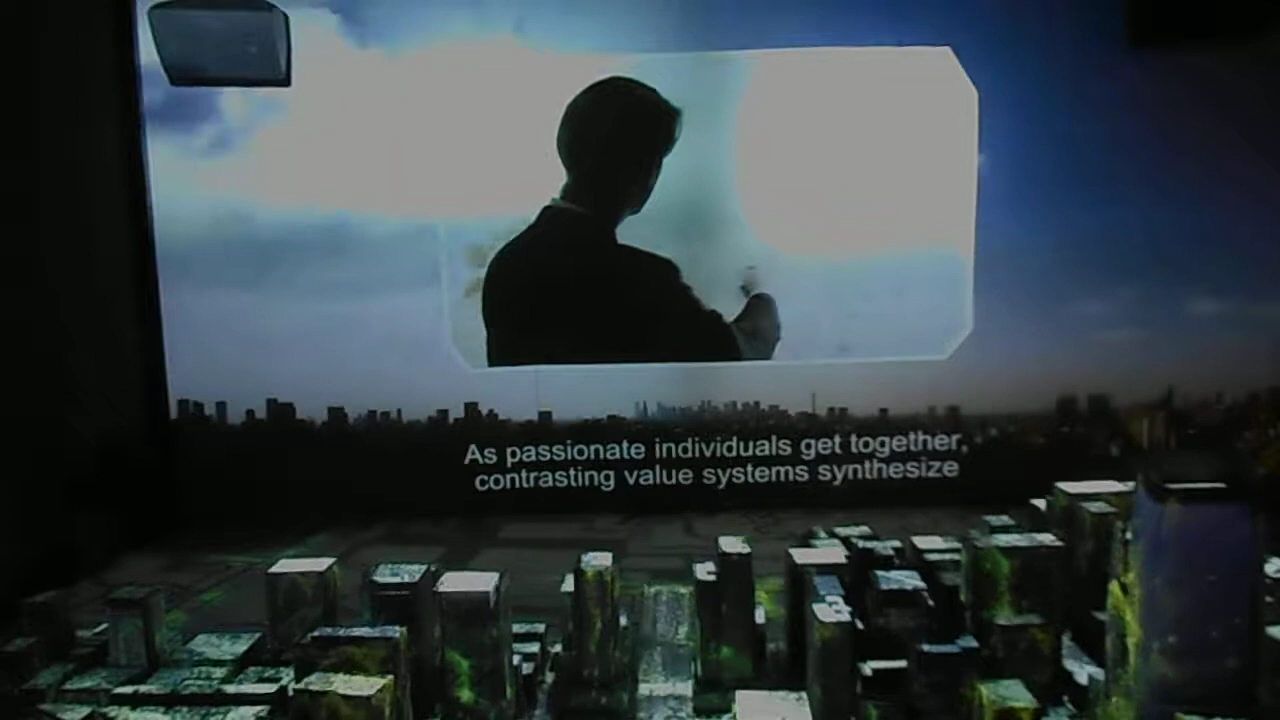 As passionate individuals get together,
contrasting value systems synthesize